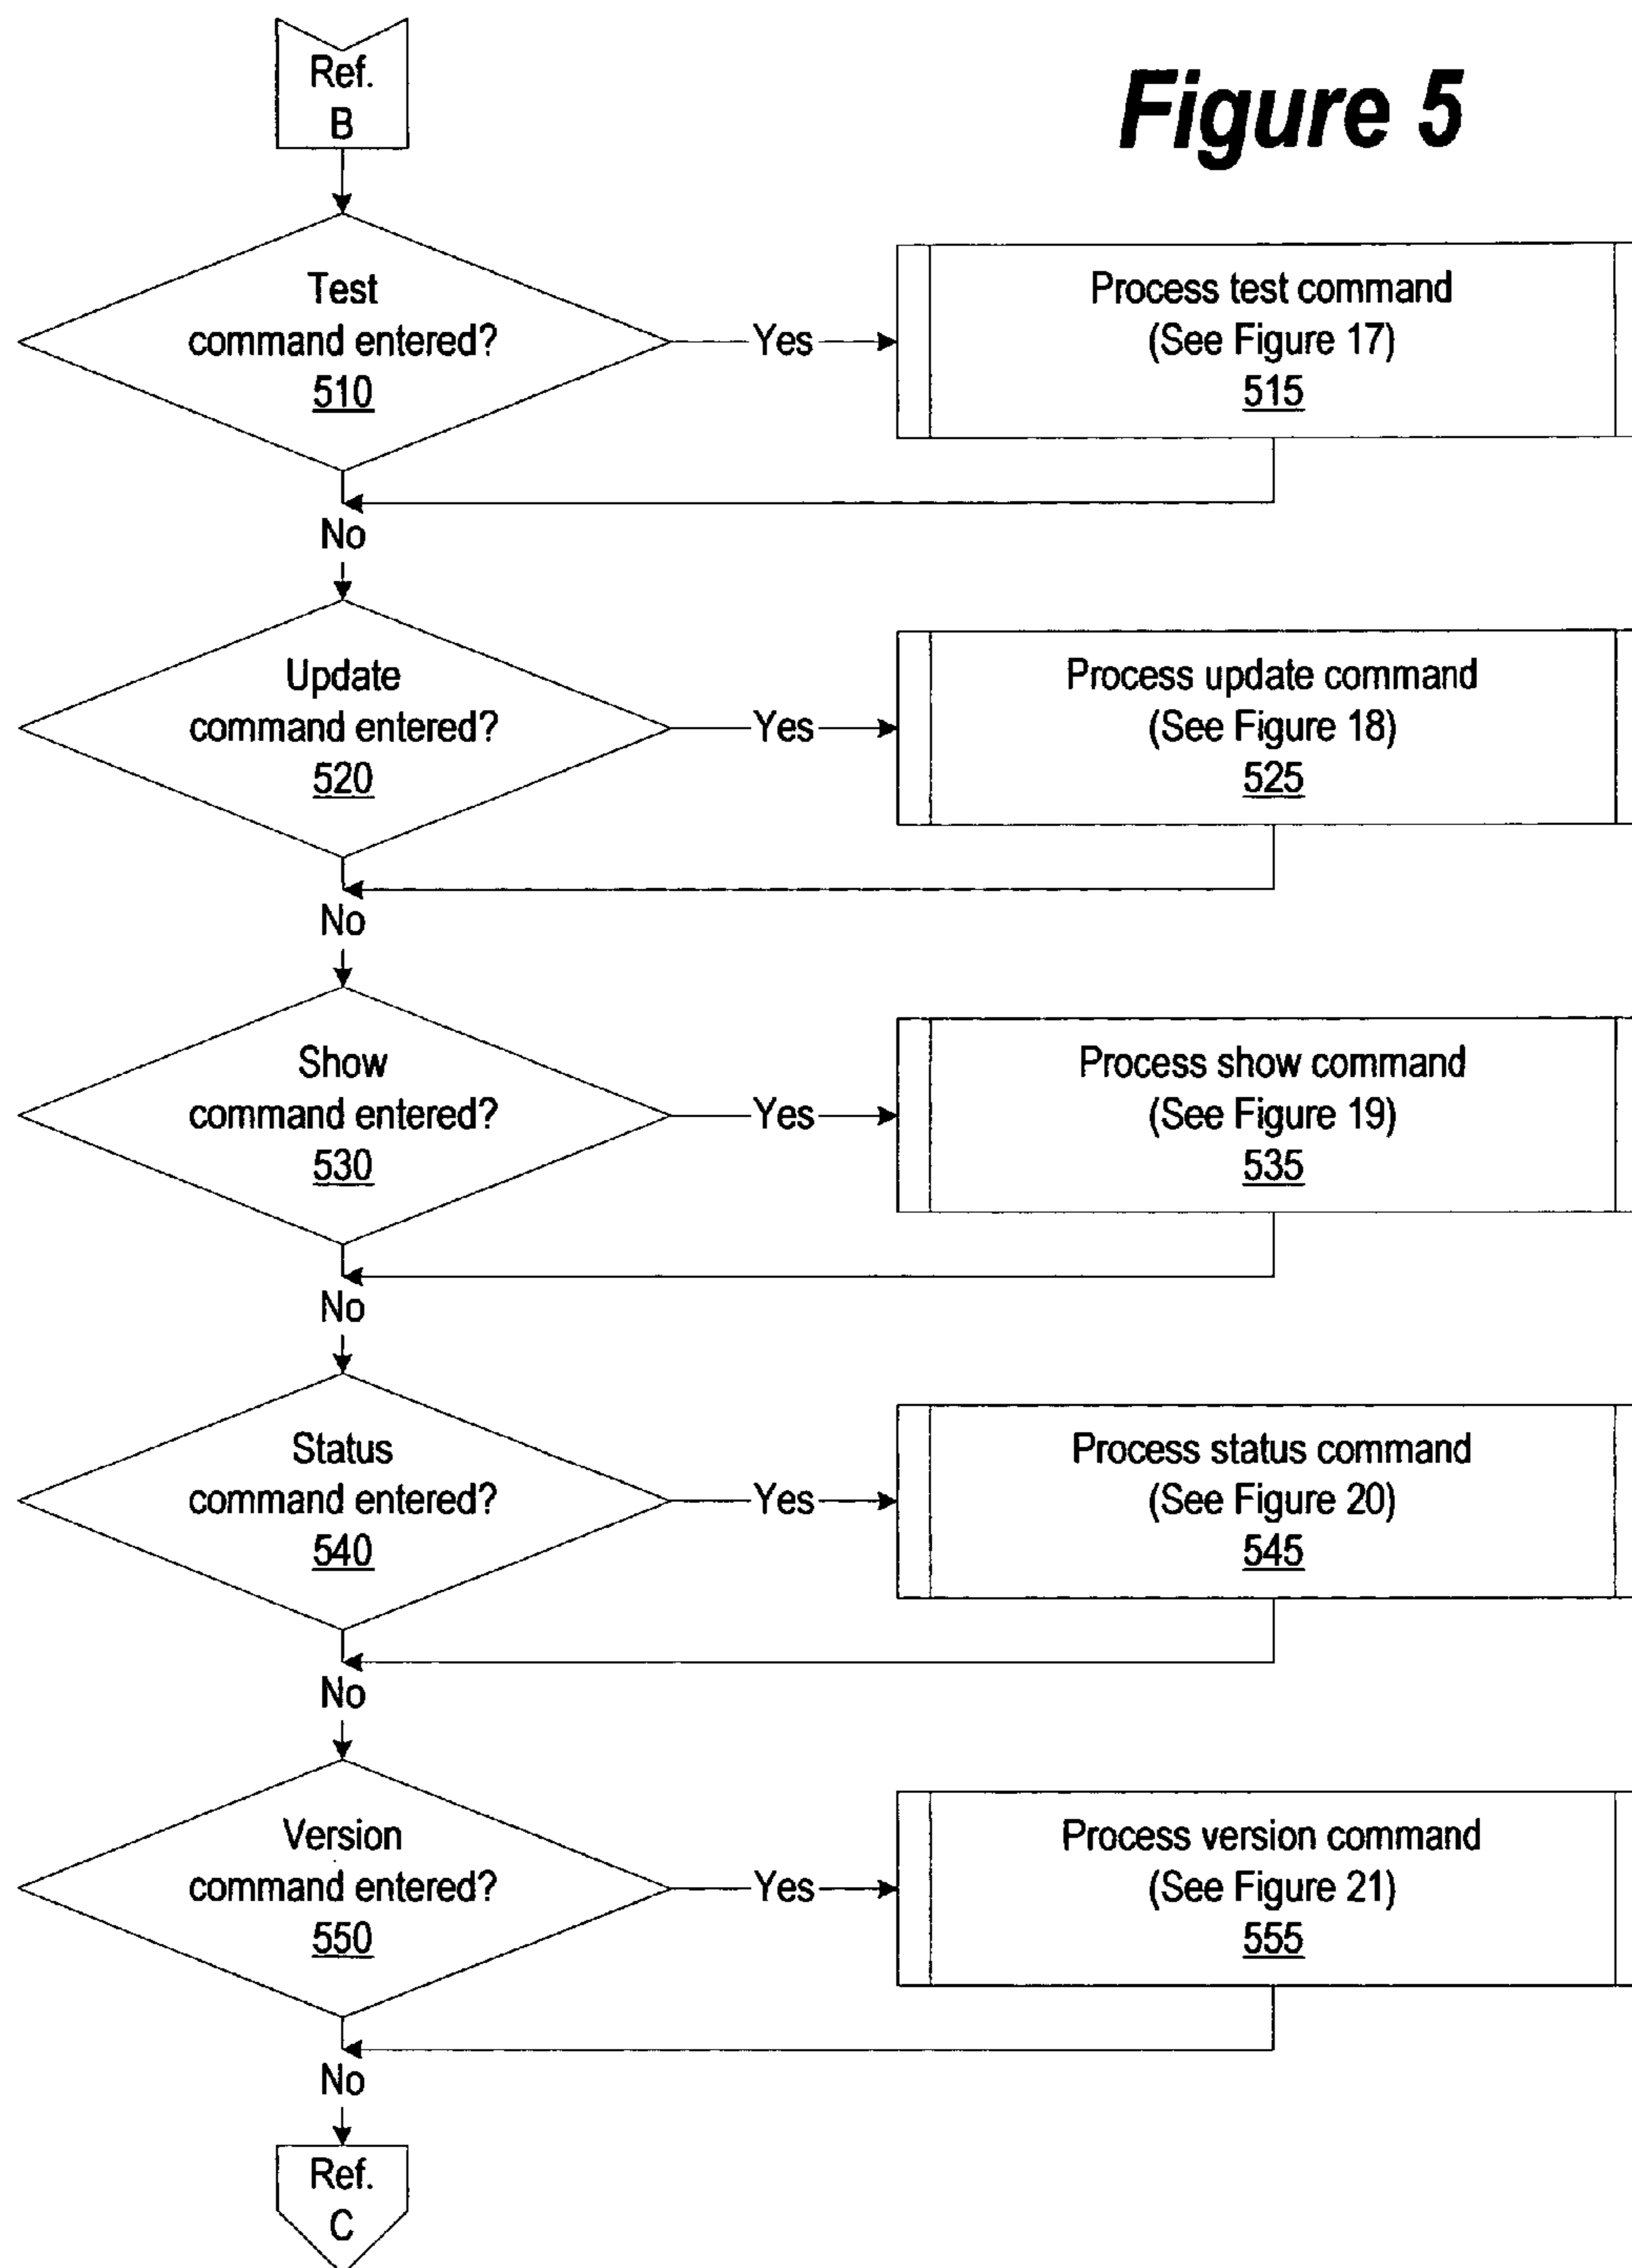 Figure 5
Ref.
B
Test
command entered?
510
Yes
Process test command
(See Figure 17)
515
No
Update
command entered?
520
Yes
Process update command
(See Figure 18)
525
No
Show
command entered?
530
Yes
Process show command
(See Figure 19)
535
No
Status
command entered?
540
Yes
Process status command
(See Figure 20)
545
No
Version
command entered?
550
Yes
Process version command
(See Figure 21)
555
No
Ref.
C